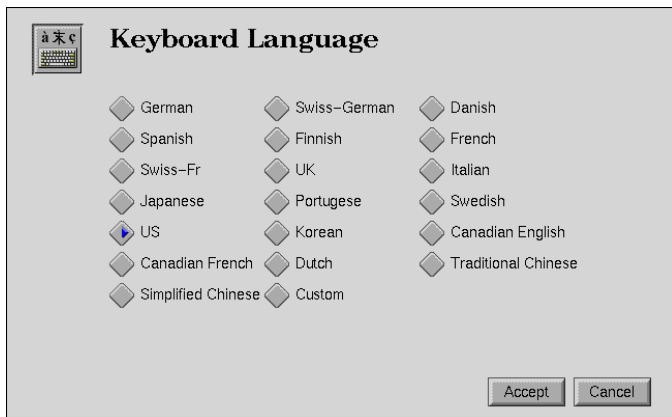 à 末 ç
Keyboard Language
German Swiss-German Danish
Spanish Finnish French
Swiss-Fr UK Italian
Japanese Portugese Swedish
US Korean Canadian English
Canadian French Dutch Traditional Chinese
Simplified Chinese Custom
Accept Cancel